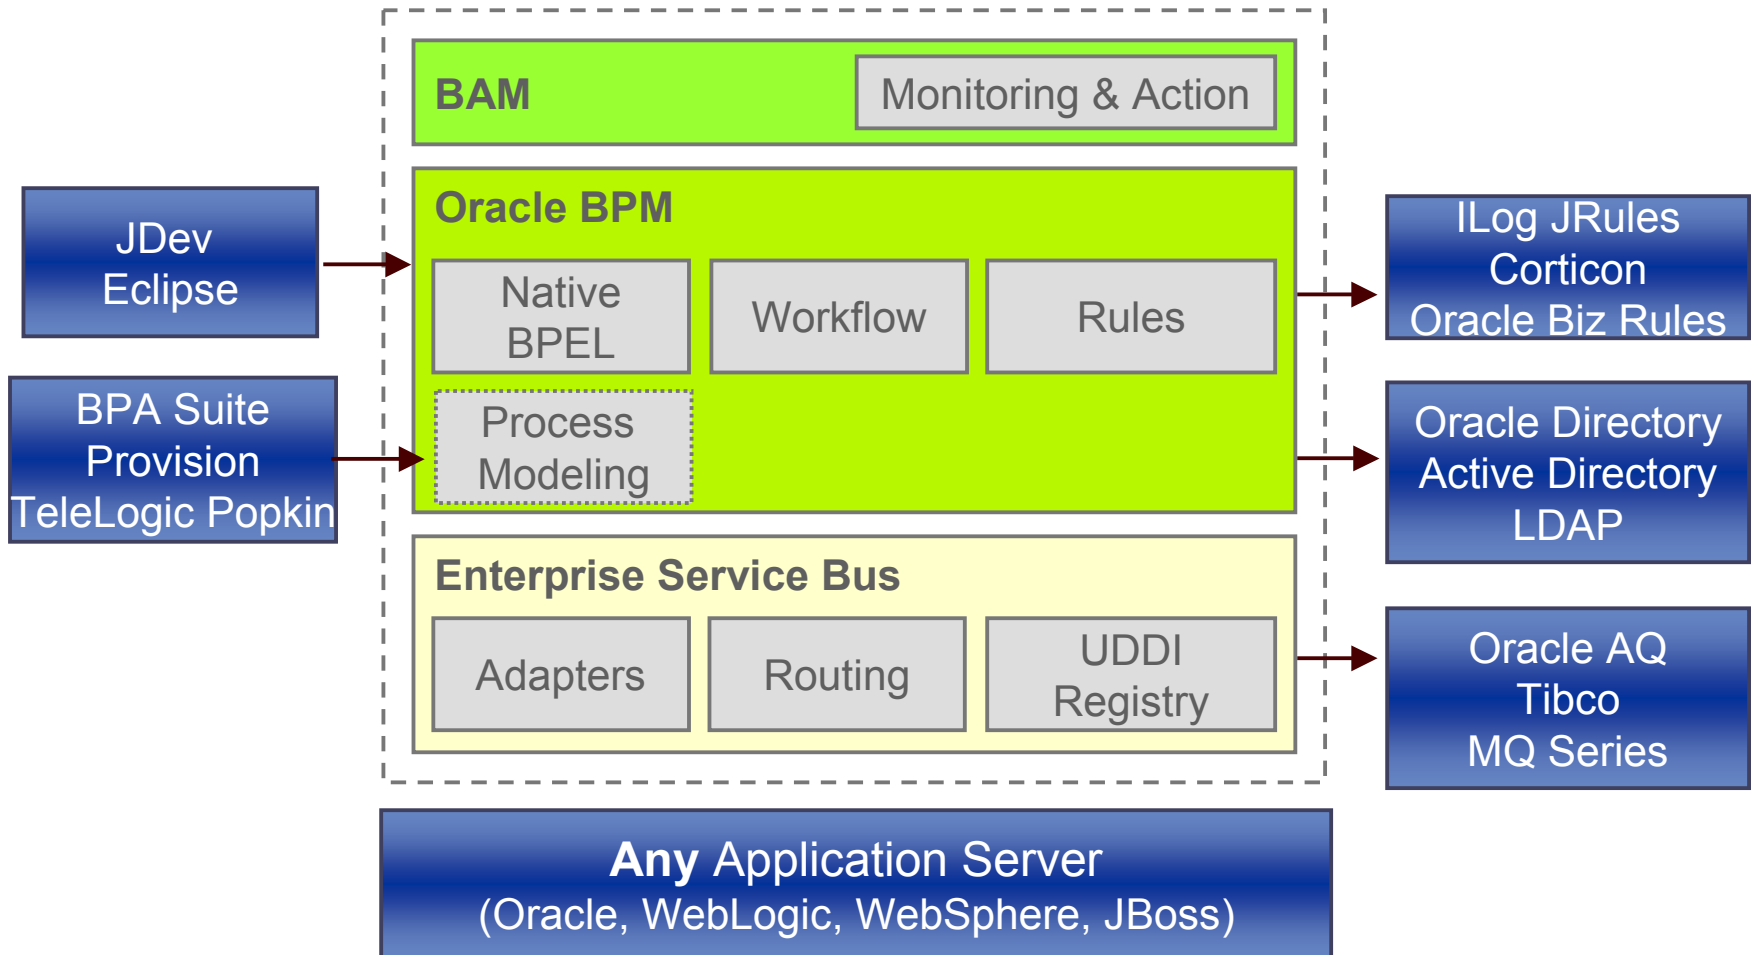 BAM
Monitoring & Action
Oracle BPM
Native
BPEL
Workflow
Rules
Process
Modeling
Enterprise Service Bus
Adapters
Routing
UDDI
Registry
JDev
Eclipse
BPA Suite
Provision
TeleLogic Popkin
ILog JRules
Corticon
Oracle Biz Rules
Oracle Directory
Active Directory
LDAP
Oracle AQ
Tibco
MQ Series
Any Application Server
(Oracle, WebLogic, WebSphere, JBoss)